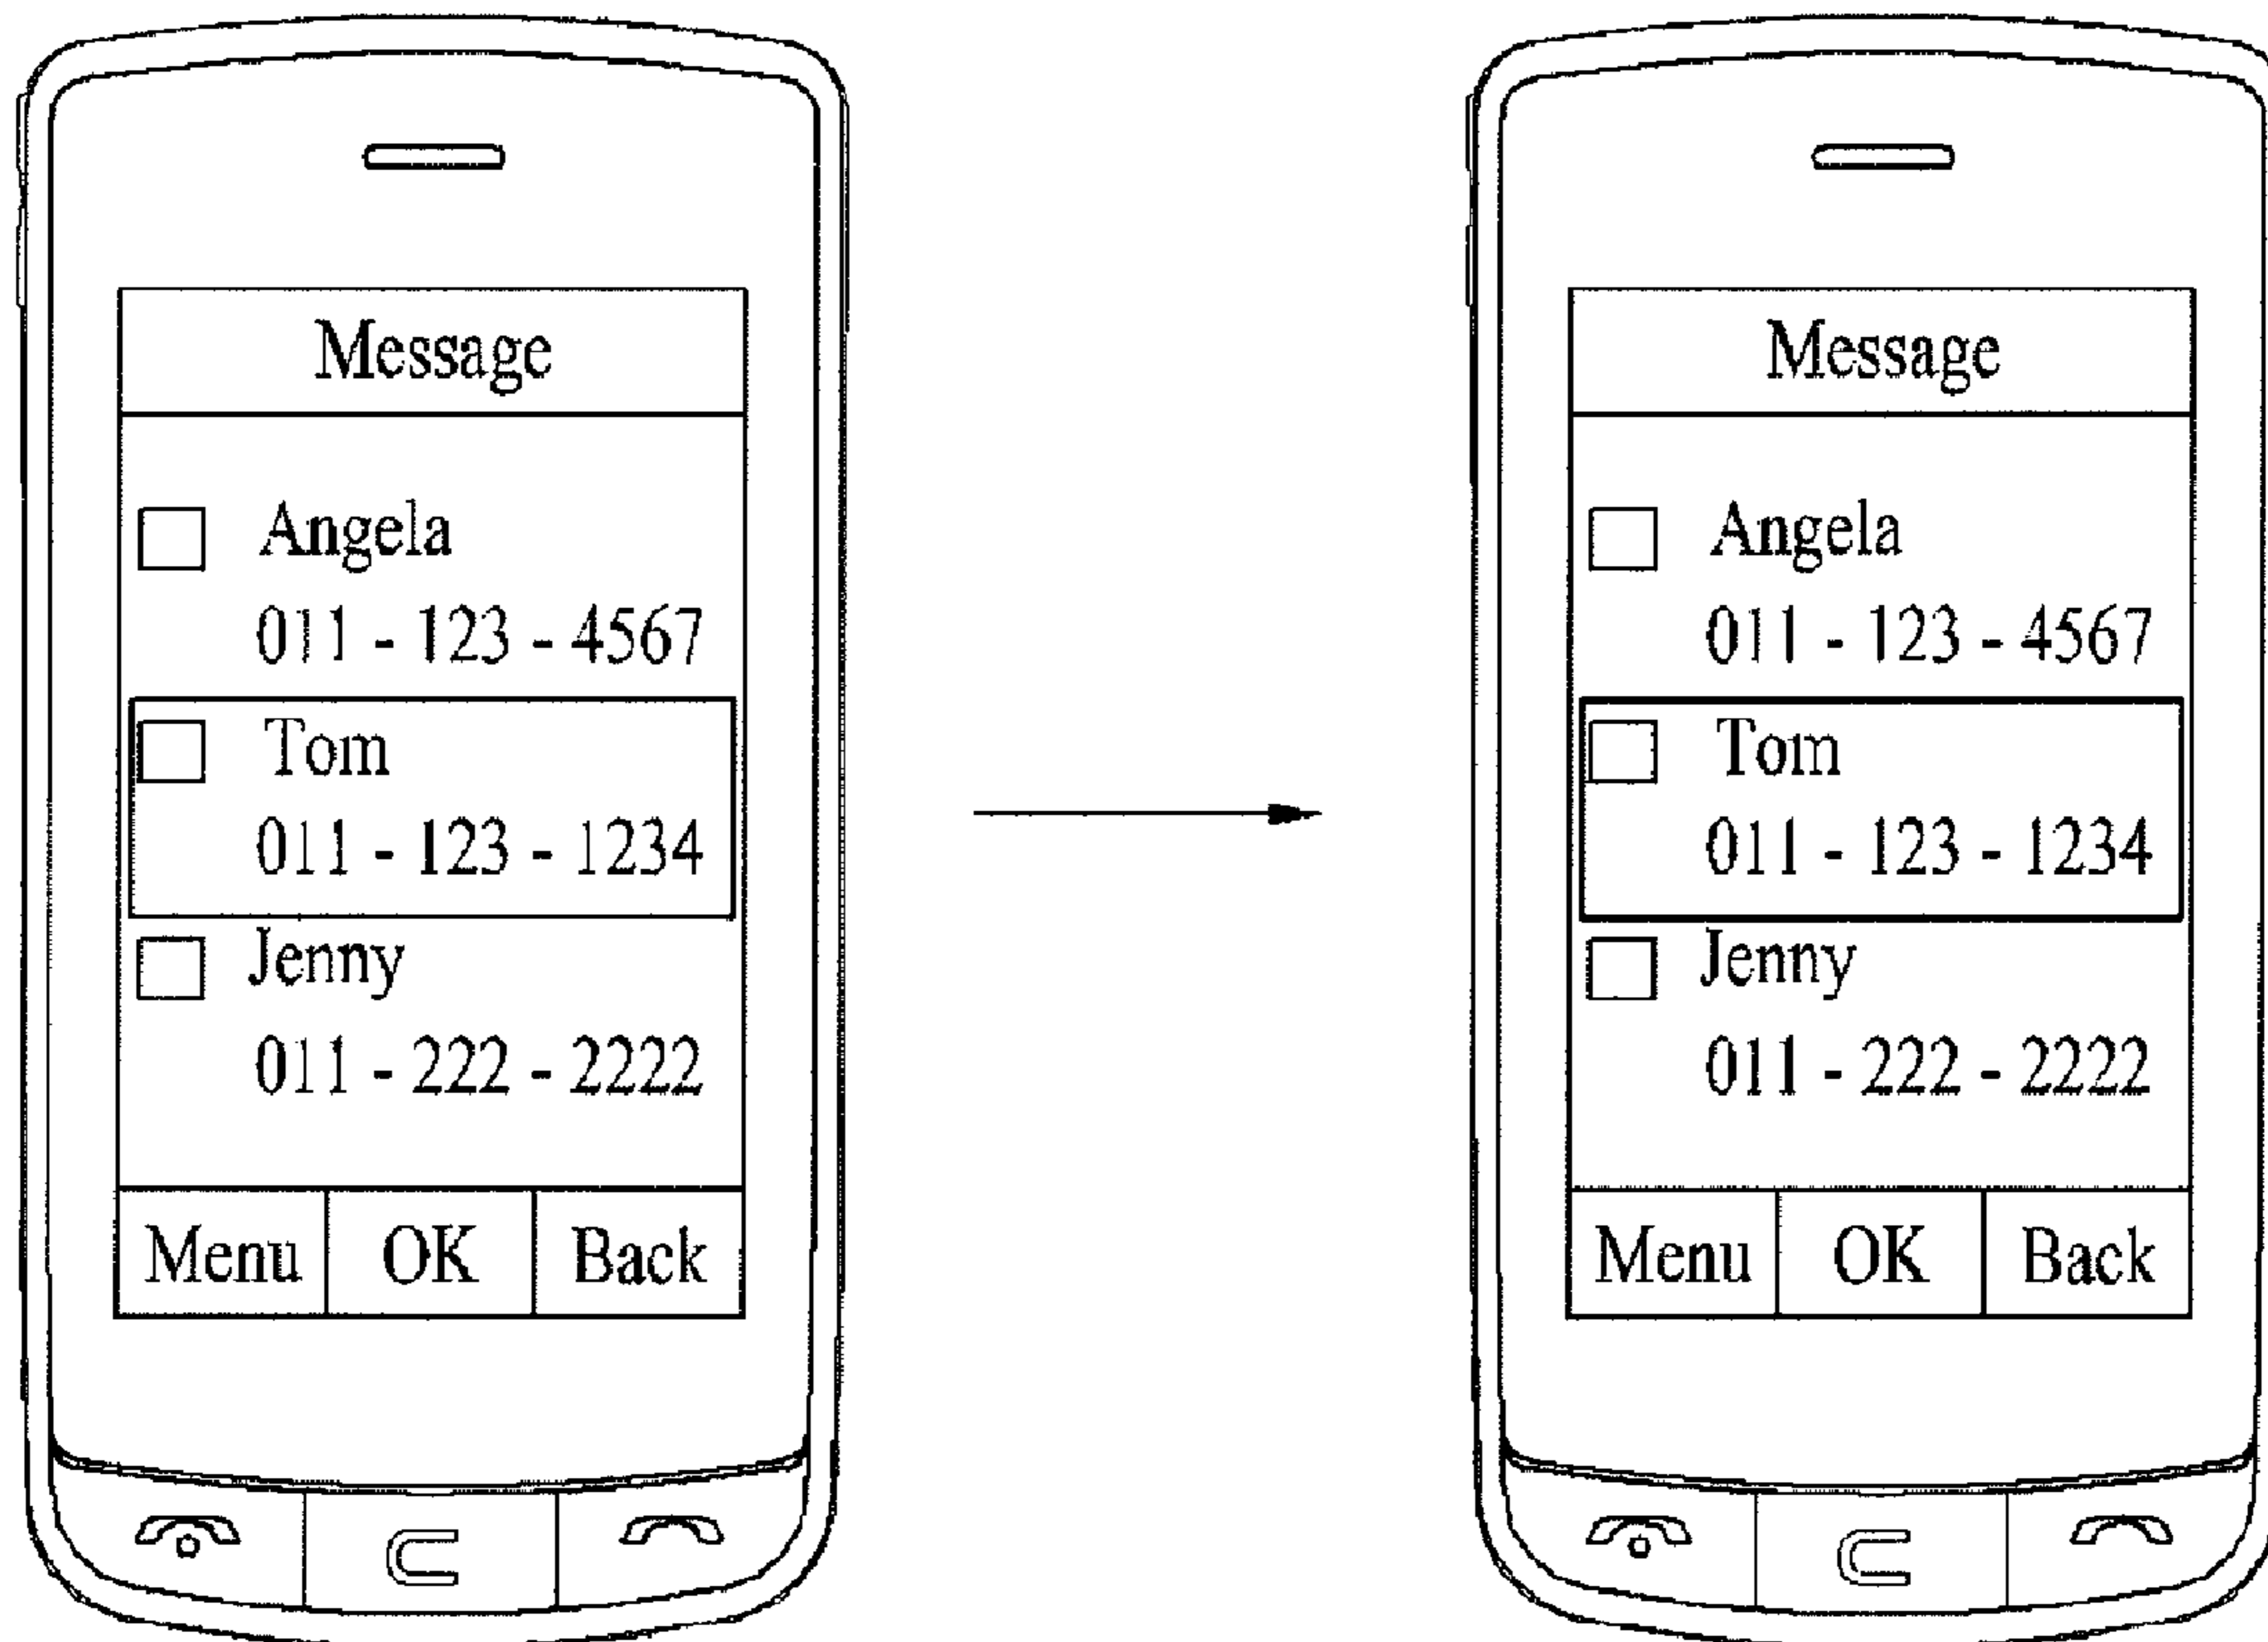 Message
Angela
011 - 123 - 4567
Tom
011 - 123 - 1234
Jenny
011 - 222 - 2222
Menu OK Back
C
Message
Angela
011 - 123 - 4567
Tom
011 - 123 - 1234
Jenny
011 - 222 - 2222
Menu OK Back
C